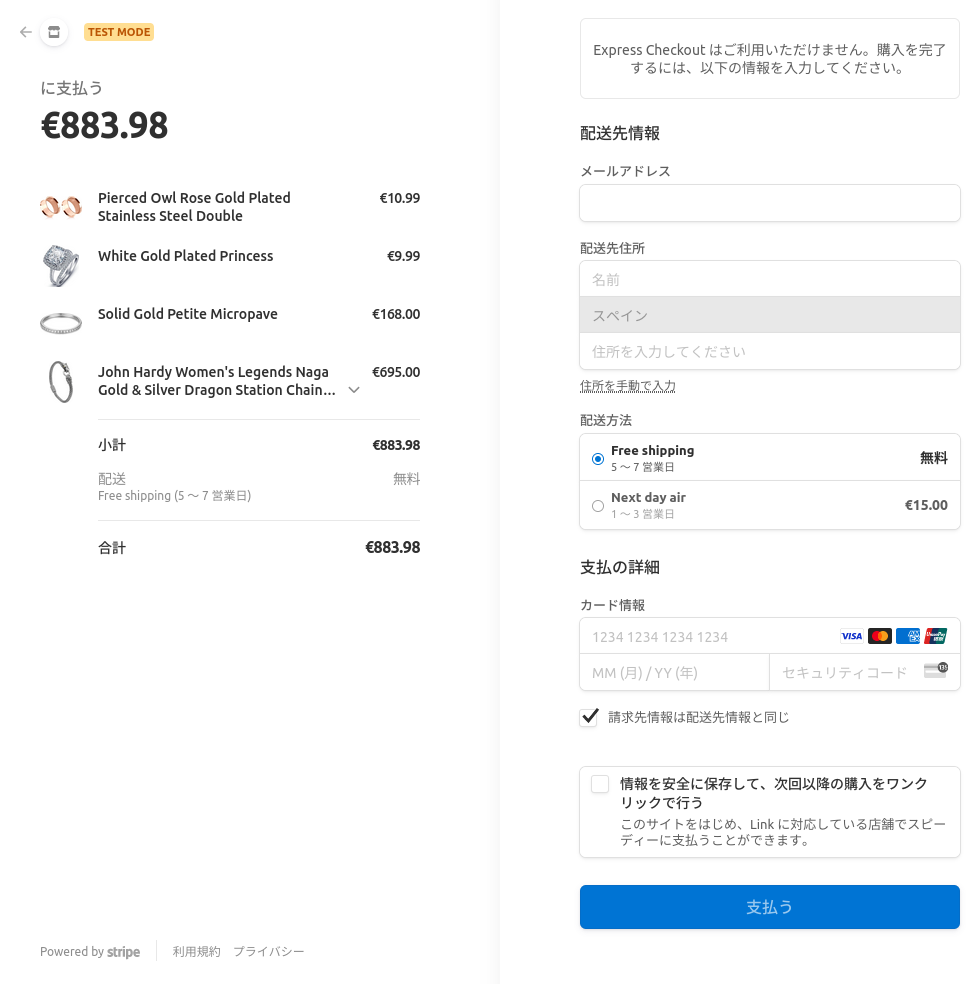 TEST MODE
に支払う
€883.98
Pierced Owl Rose Gold Plated
Stainless Steel Double
€10.99
White Gold Plated Princess
€9.99
Solid Gold Petite Micropave
€168.00
John Hardy Women's Legends Naga
Gold & Silver Dragon Station Chain…
€695.00
小計
€883.98
配送
無料
Free shipping (5 ～ 7 営業日)
合計
€883.98
Powered by stripe
利用規約
プライバシー
Express Checkout はご利用いただけません。購入を完了
するには、以下の情報を入力してください。
配送先情報
メールアドレス
配送先住所
名前
スペイン
住所を入力してください
住所を手動で入力
配送方法
Free shipping
5 ～ 7 営業日
無料
Next day air
1 ～ 3 営業日
€15.00
支払の詳細
カード情報
1234 1234 1234 1234
VISA
AMEX
UnionPay
MM (月) / YY (年)
セキュリティコード
135
請求先情報は配送先情報と同じ
情報を安全に保存して、次回以降の購入をワンク
リックで行う
このサイトをはじめ、Link に対応している店舗でスピー
ディーに支払うことができます。
支払う